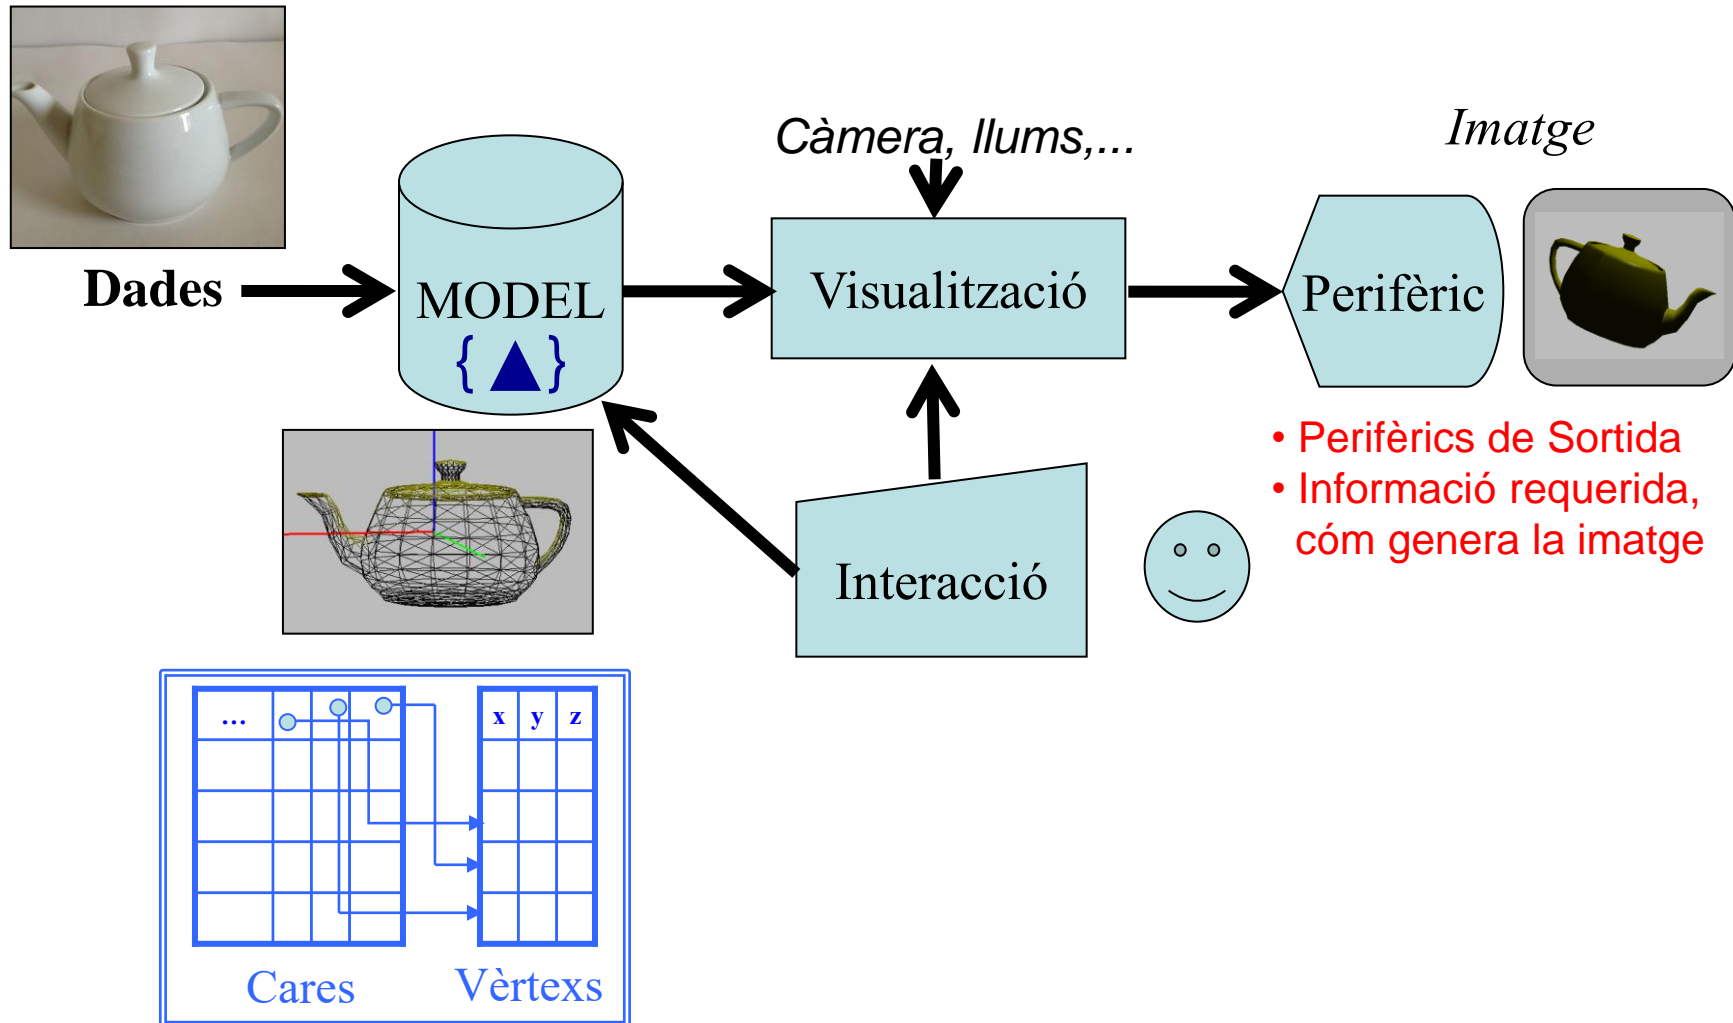 Càmera, llums,...
Imatge
Dades
MODEL
{ ▲ }
Visualització
Perifèric
• Perifèrics de Sortida
• Informació requerida,
cóm genera la imatge
Interacció
...
x y z
Cares
Vèrtexs